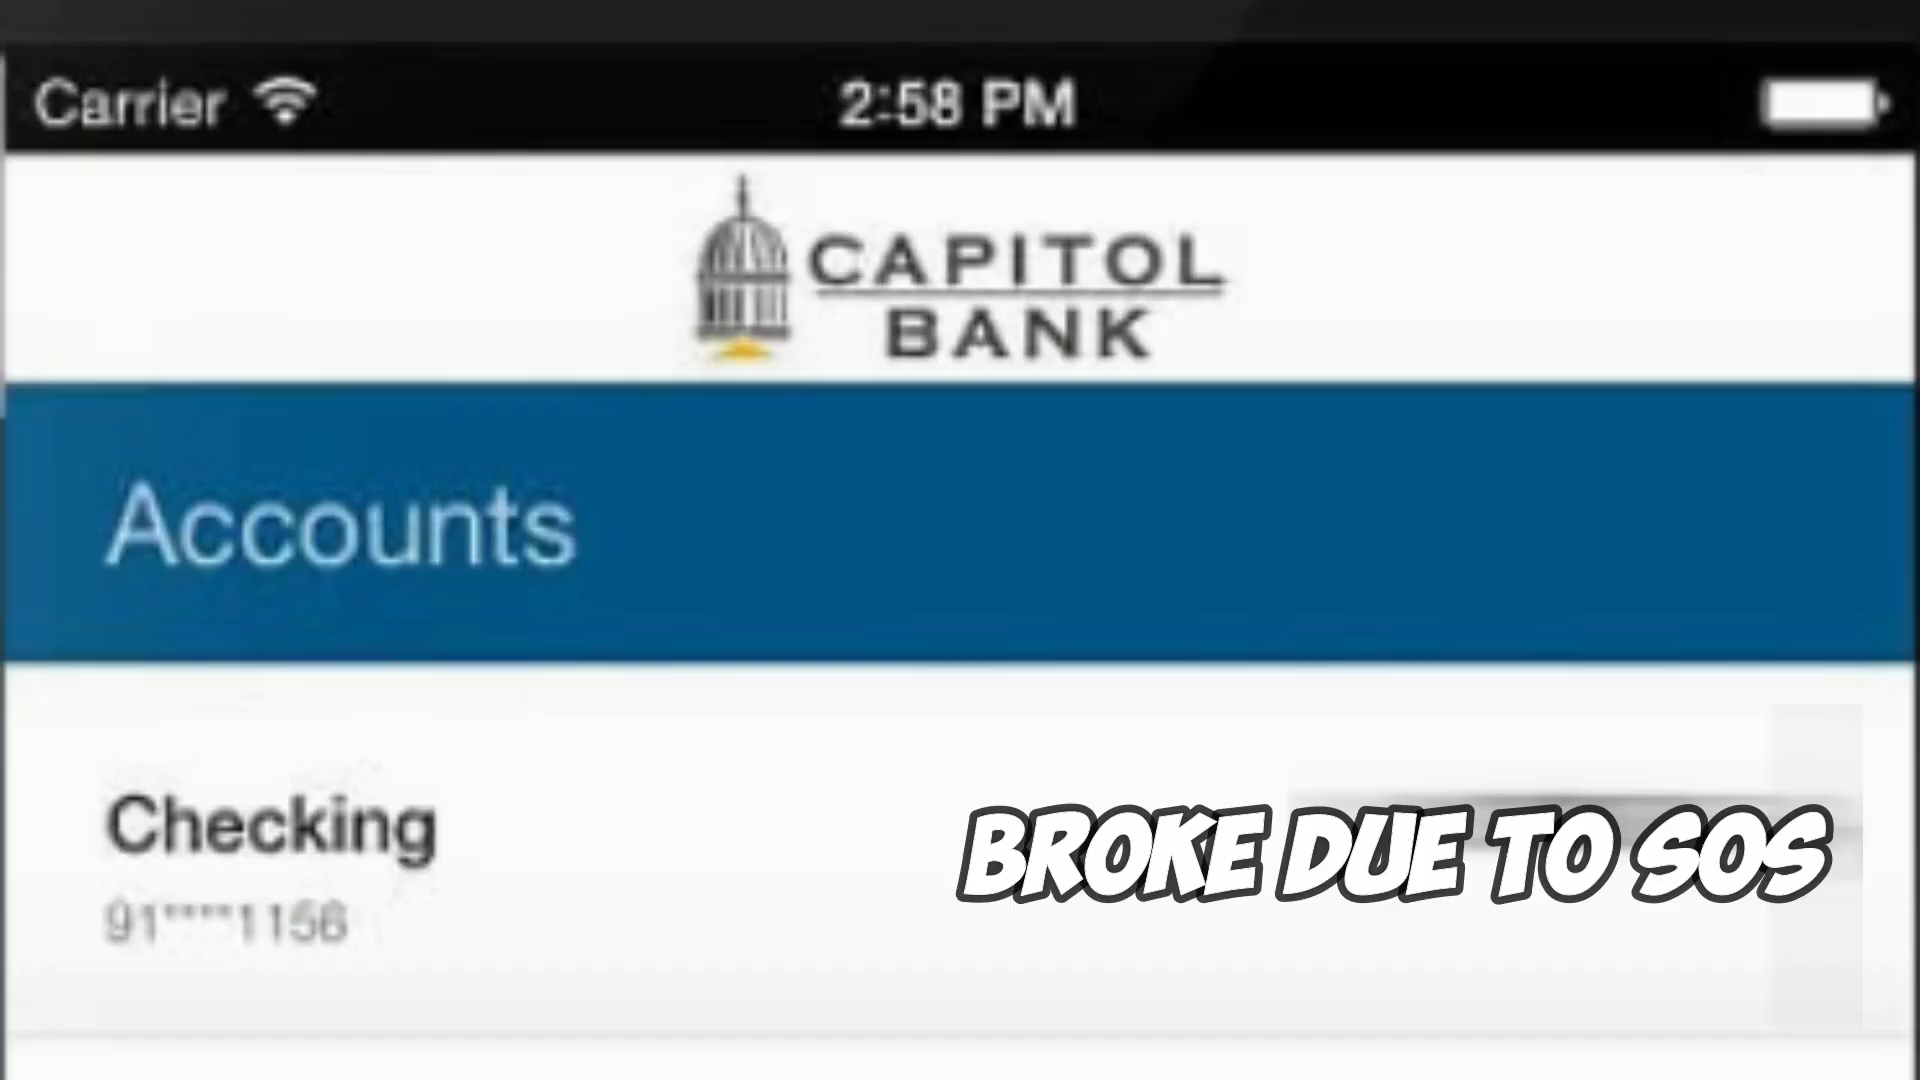 Carrier 2:58 PM
CAPITOL
BANK
Accounts
Checking
BROKE DUE TO SOS
91****1156